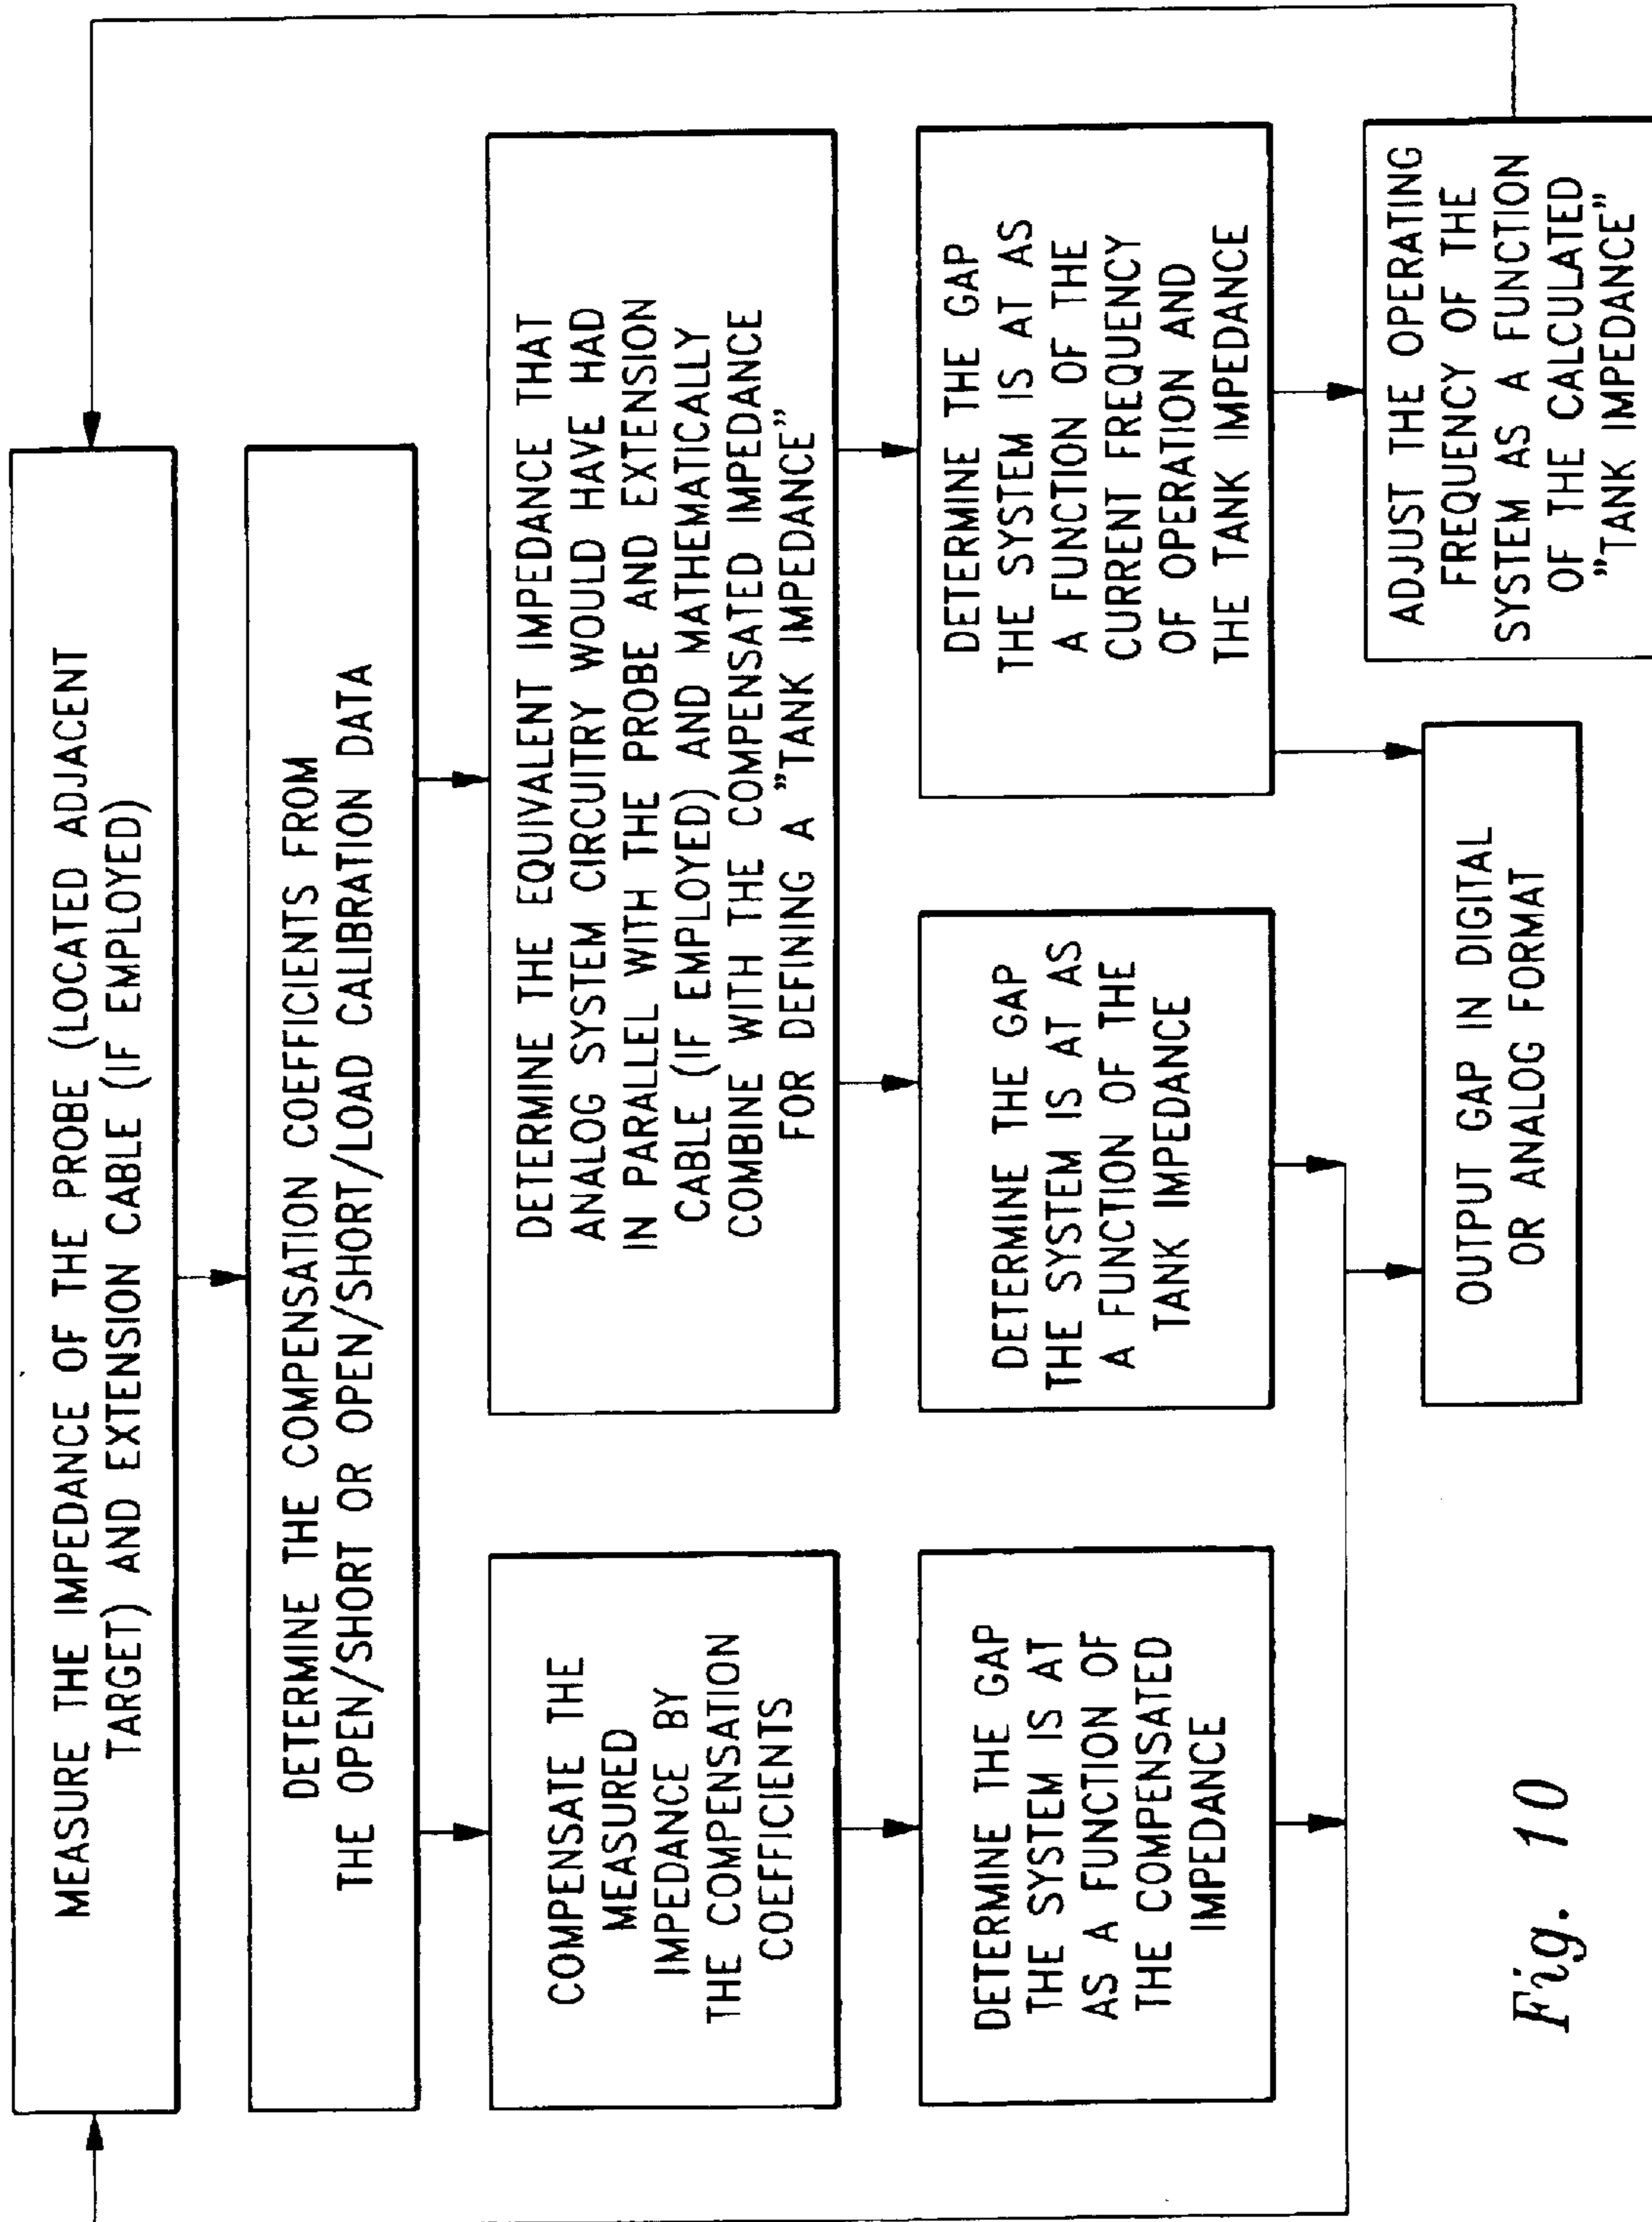 MEASURE THE IMPEDANCE OF THE PROBE (LOCATED ADJACENT
TARGET) AND EXTENSION CABLE (IF EMPLOYED)
DETERMINE THE COMPENSATION COEFFICIENTS FROM
THE OPEN/SHORT OR OPEN/SHORT/LOAD CALIBRATION DATA
COMPENSATE THE
MEASURED
IMPEDANCE BY
THE COMPENSATION
COEFFICIENTS
DETERMINE THE EQUIVALENT IMPEDANCE THAT
ANALOG SYSTEM CIRCUITRY WOULD HAVE HAD
IN PARALLEL WITH THE PROBE AND EXTENSION
CABLE (IF EMPLOYED) AND MATHEMATICALLY
COMBINE WITH THE COMPENSATED IMPEDANCE
FOR DEFINING A "TANK IMPEDANCE"
DETERMINE THE GAP
THE SYSTEM IS AT
AS A FUNCTION OF
THE COMPENSATED
IMPEDANCE
DETERMINE THE GAP
THE SYSTEM IS AT AS
A FUNCTION OF THE
TANK IMPEDANCE
DETERMINE THE GAP
THE SYSTEM IS AT AS
A FUNCTION OF THE
CURRENT FREQUENCY
OF OPERATION AND
THE TANK IMPEDANCE
OUTPUT GAP IN DIGITAL
OR ANALOG FORMAT
ADJUST THE OPERATING
FREQUENCY OF THE
SYSTEM AS A FUNCTION
OF THE CALCULATED
"TANK IMPEDANCE"
Fig. 10